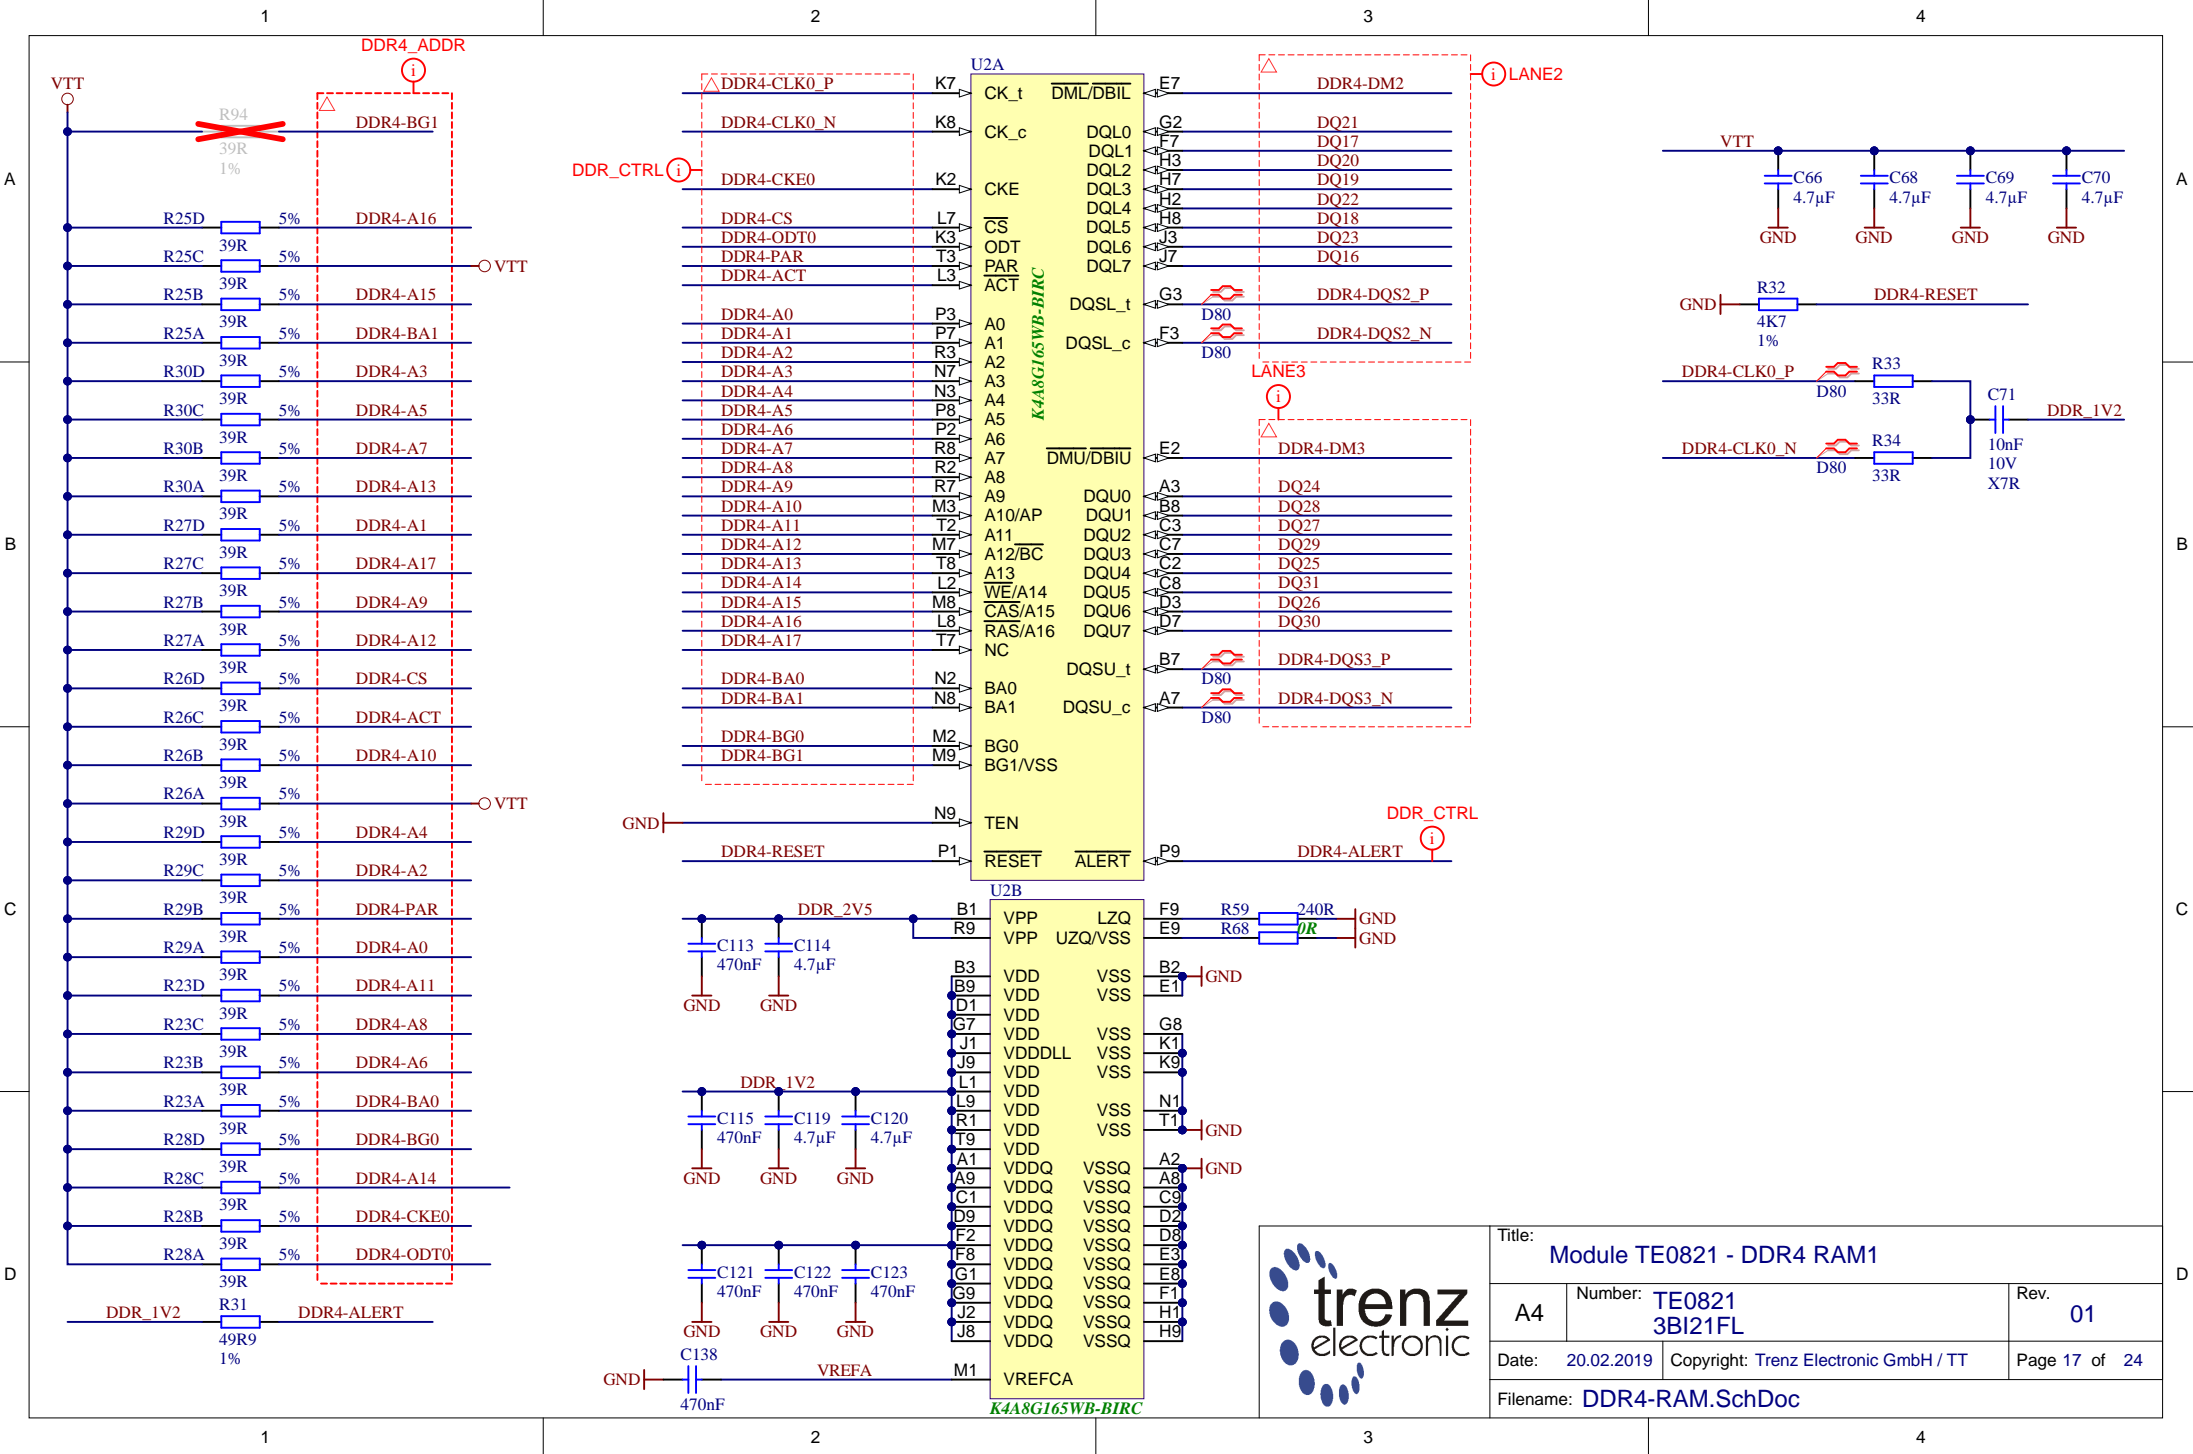 1 2 3 4
A
B
C
D
A
B
C
D
DDR4_ADDR
i
VTT
R94 DDR4-BG1
39R
1%
R25D 5% DDR4-A16
39R
R25C 5% VTT
39R
R25B 5% DDR4-A15
39R
R25A 5% DDR4-BA1
39R
R30D 5% DDR4-A3
39R
R30C 5% DDR4-A5
39R
R30B 5% DDR4-A7
39R
R30A 5% DDR4-A13
39R
R27D 5% DDR4-A1
39R
R27C 5% DDR4-A17
39R
R27B 5% DDR4-A9
39R
R27A 5% DDR4-A12
39R
R26D 5% DDR4-CS
39R
R26C 5% DDR4-ACT
39R
R26B 5% DDR4-A10
39R
R26A 5% VTT
39R
R29D 5% DDR4-A4
39R
R29C 5% DDR4-A2
39R
R29B 5% DDR4-PAR
39R
R29A 5% DDR4-A0
39R
R23D 5% DDR4-A11
39R
R23C 5% DDR4-A8
39R
R23B 5% DDR4-A6
39R
R23A 5% DDR4-BA0
39R
R28D 5% DDR4-BG0
39R
R28C 5% DDR4-A14
39R
R28B 5% DDR4-CKE0
39R
R28A 5% DDR4-ODT0
39R
DDR_1V2 R31 DDR4-ALERT
49R9
1%
DDR_CTRL i
U2A
K4A8G165WB-BIRC
DDR4-CLK0_P K7 CK_t
DDR4-CLK0_N K8 CK_c
DDR4-CKE0 K2 CKE
DDR4-CS L7 CS
DDR4-ODT0 K3 ODT
DDR4-PAR T3 PAR
DDR4-ACT L3 ACT
DDR4-A0 P3 A0
DDR4-A1 P7 A1
DDR4-A2 R3 A2
DDR4-A3 N7 A3
DDR4-A4 N3 A4
DDR4-A5 P8 A5
DDR4-A6 P2 A6
DDR4-A7 R8 A7
DDR4-A8 R2 A8
DDR4-A9 R7 A9
DDR4-A10 M3 A10/AP
DDR4-A11 T2 A11
DDR4-A12 M7 A12/BC
DDR4-A13 T8 A13
DDR4-A14 L2 WE/A14
DDR4-A15 M8 CAS/A15
DDR4-A16 L8 RAS/A16
DDR4-A17 T7 NC
DDR4-BA0 N2 BA0
DDR4-BA1 N8 BA1
DDR4-BG0 M2 BG0
DDR4-BG1 M9 BG1/VSS
GND N9 TEN
DDR4-RESET P1 RESET
i LANE2
DML/DBIL E7 DDR4-DM2
DQL0 G2 DQ21
DQL1 F7 DQ17
DQL2 H3 DQ20
DQL3 H7 DQ19
DQL4 H2 DQ22
DQL5 H8 DQ18
DQL6 J3 DQ23
DQL7 J7 DQ16
DQSL_t G3 DDR4-DQS2_P
D80
DQSL_c F3 DDR4-DQS2_N
D80
LANE3
i
DMU/DBIU E2 DDR4-DM3
DQU0 A3 DQ24
DQU1 B8 DQ28
DQU2 C3 DQ27
DQU3 C7 DQ29
DQU4 C2 DQ25
DQU5 C8 DQ31
DQU6 D3 DQ26
DQU7 D7 DQ30
DQSU_t B7 DDR4-DQS3_P
D80
DQSU_c A7 DDR4-DQS3_N
D80
DDR_CTRL
i
ALERT P9 DDR4-ALERT
U2B
DDR_2V5 B1 VPP
R9 VPP
C113 C114
470nF 4.7µF
GND GND
B3 VDD
B9 VDD
D1 VDD
G7 VDD
J1 VDDDLL
J9 VDD
DDR_1V2 L1 VDD
L9 VDD
R1 VDD
T9 VDD
A1 VDDQ
A9 VDDQ
C1 VDDQ
D9 VDDQ
F2 VDDQ
F8 VDDQ
G1 VDDQ
G9 VDDQ
J2 VDDQ
J8 VDDQ
C115 C119 C120
470nF 4.7µF 4.7µF
GND GND GND
C121 C122 C123
470nF 470nF 470nF
GND GND GND
C138
GND VREFA M1 VREFCA
470nF
K4A8G165WB-BIRC
LZQ F9 R59 240R GND
UZQ/VSS E9 R68 0R GND
VSS B2 GND
VSS E1
VSS G8
VSS K1
VSS K9
VSS N1
VSS T1 GND
VSSQ A2 GND
VSSQ A8
VSSQ C9
VSSQ D2
VSSQ D8
VSSQ E3
VSSQ E8
VSSQ F1
VSSQ H1
VSSQ H9
VTT
C66 C68 C69 C70
4.7µF 4.7µF 4.7µF 4.7µF
GND GND GND GND
GND R32 DDR4-RESET
4K7
1%
DDR4-CLK0_P R33
D80 33R
C71 DDR_1V2
10nF
10V
X7R
DDR4-CLK0_N R34
D80 33R
trenz
electronic
Title:
Module TE0821 - DDR4 RAM1
A4 Number: TE0821
3BI21FL
Rev.
01
Date: 20.02.2019 Copyright: Trenz Electronic GmbH / TT Page 17 of 24
Filename: DDR4-RAM.SchDoc
1 2 3 4